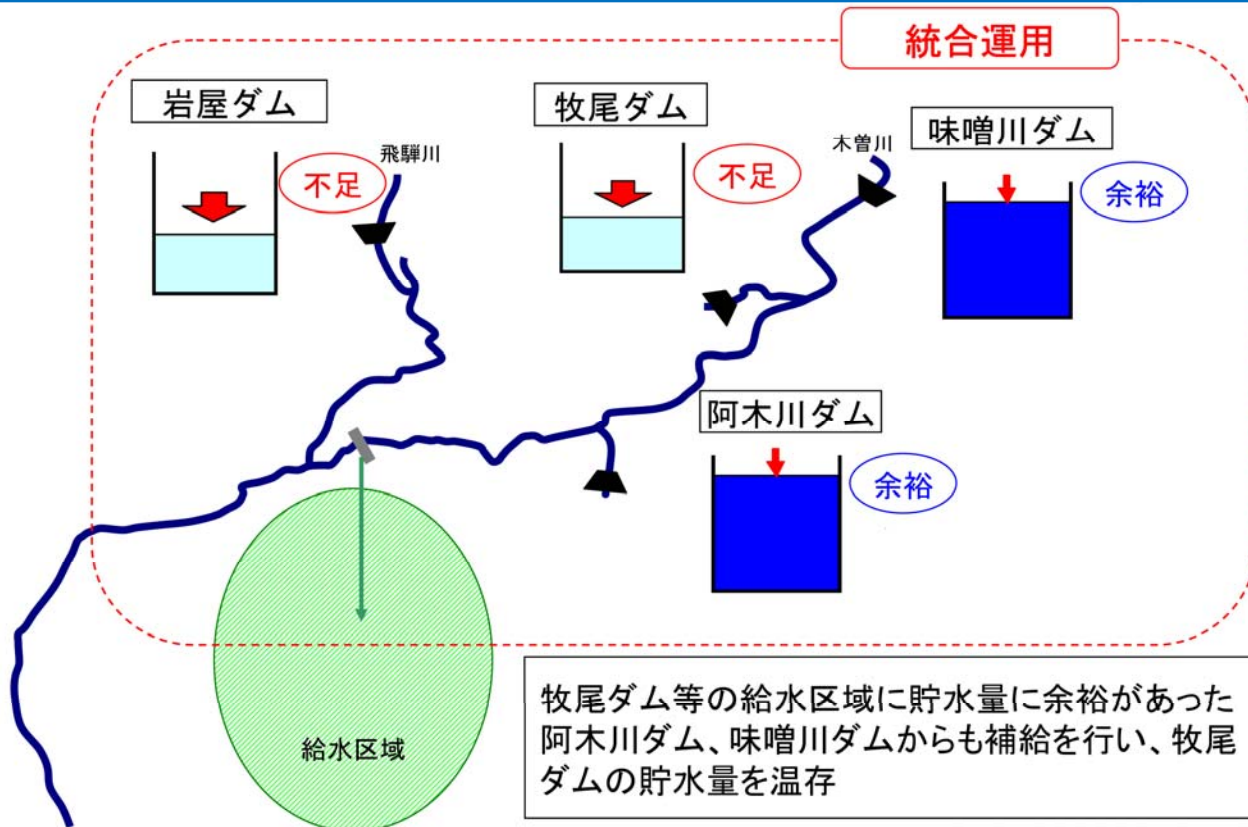 統合運用
岩屋ダム
牧尾ダム
味噌川ダム
飛騨川
木曽川
不足
不足
余裕
阿木川ダム
余裕
給水区域
牧尾ダム等の給水区域に貯水量に余裕があった
阿木川ダム、味噌川ダムからも補給を行い、牧尾
ダムの貯水量を温存